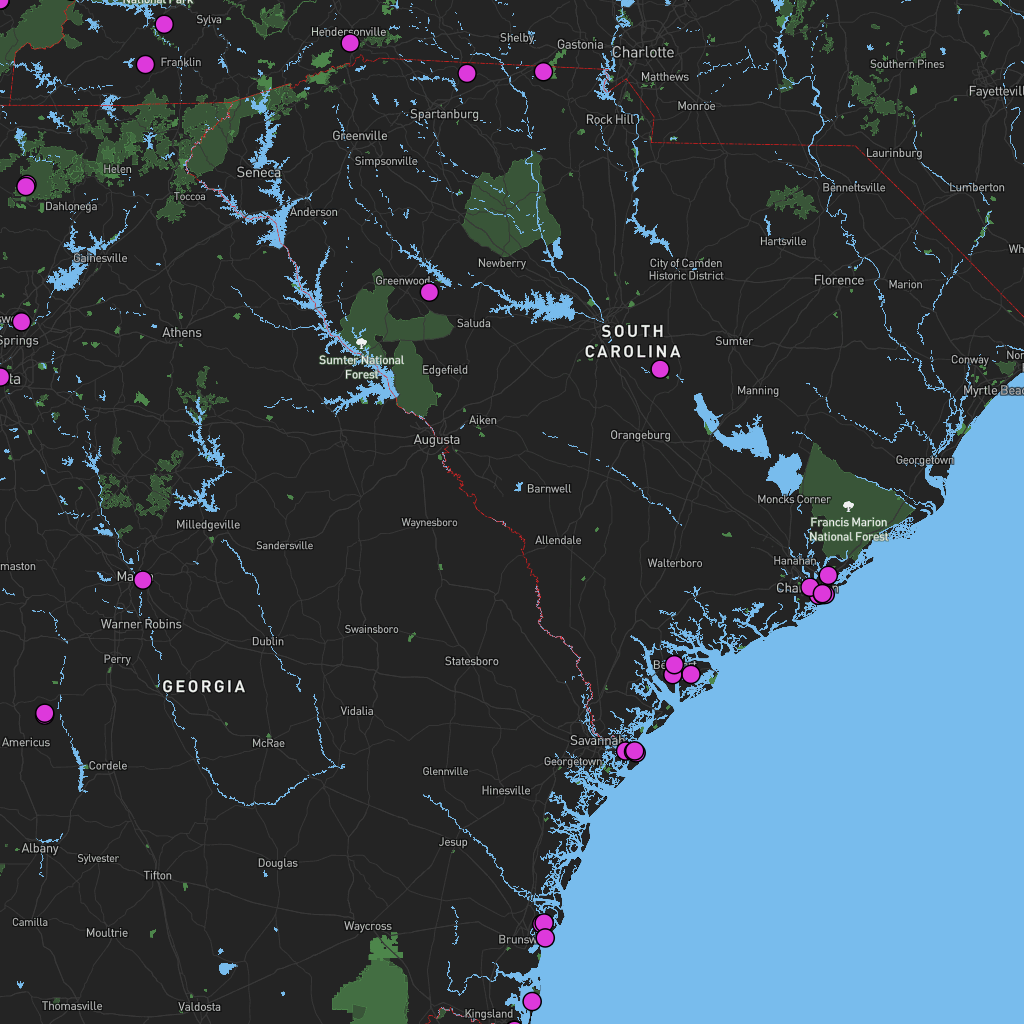 National Park
Sylva
Hendersonville
Shelby
Gastonia
Charlotte
Franklin
Matthews
Southern Pines
Monroe
Fayetteville
Spartanburg
Rock Hill
Greenville
Laurinburg
Simpsonville
Helen
Seneca
Bennettsville
Lumberton
Toccoa
Dahlonega
Anderson
Hartsville
Gainesville
Newberry
City of Camden
Historic District
Florence
Greenwood
Marion
Springs
Athens
Saluda
SOUTH
CAROLINA
Sumter
Sumter National
Forest
Edgefield
Conway
Manning
Myrtle Beach
Aiken
Augusta
Orangeburg
Georgetown
Barnwell
Moncks Corner
Milledgeville
Waynesboro
Francis Marion
National Forest
Sandersville
Allendale
Hanahan
Walterboro
Warner Robins
Swainsboro
Dublin
Perry
Statesboro
GEORGIA
Vidalia
Americus
McRae
Savannah
Georgetown
Cordele
Glennville
Hinesville
Jesup
Albany
Sylvester
Douglas
Tifton
Camilla
Waycross
Moultrie
Thomasville
Valdosta
Kingsland